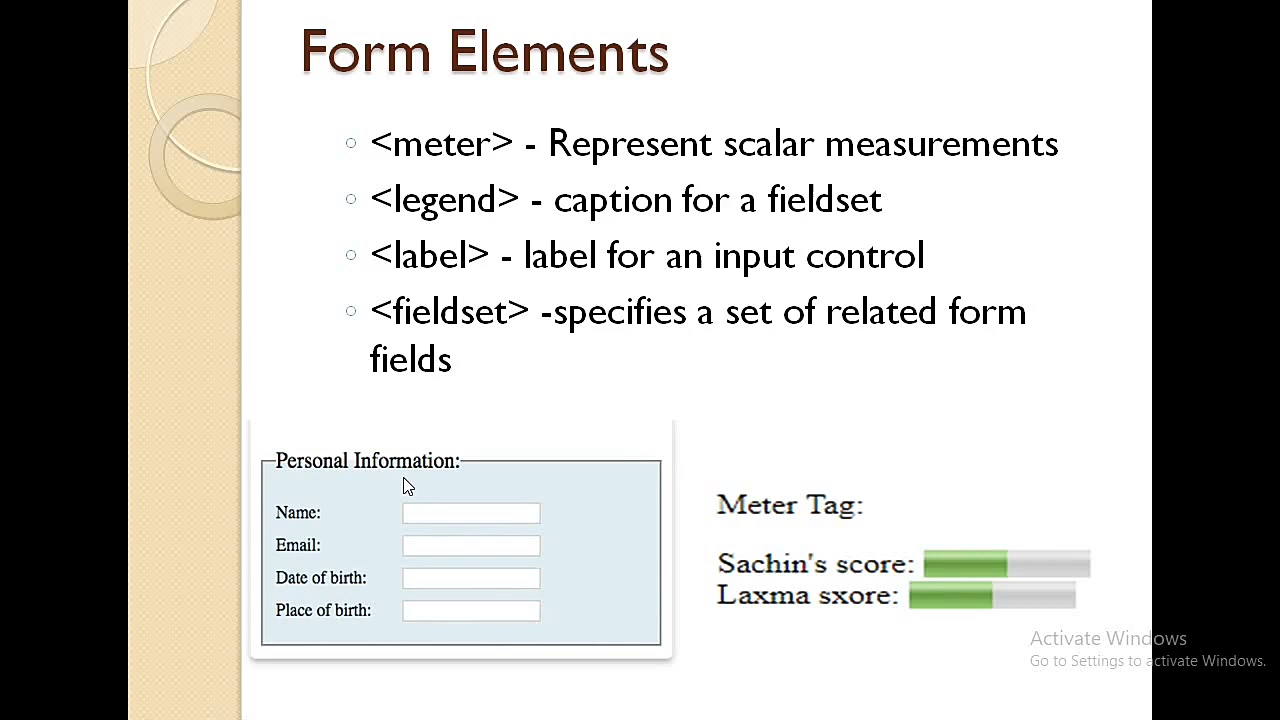 Form Elements
<meter> - Represent scalar measurements
<legend> - caption for a fieldset
<label> - label for an input control
<fieldset> -specifies a set of related form
fields
Personal Information:
Name:
Email:
Date of birth:
Place of birth:
Meter Tag:
Sachin's score:
Laxma sxore:
Activate Windows
Go to Settings to activate Windows.